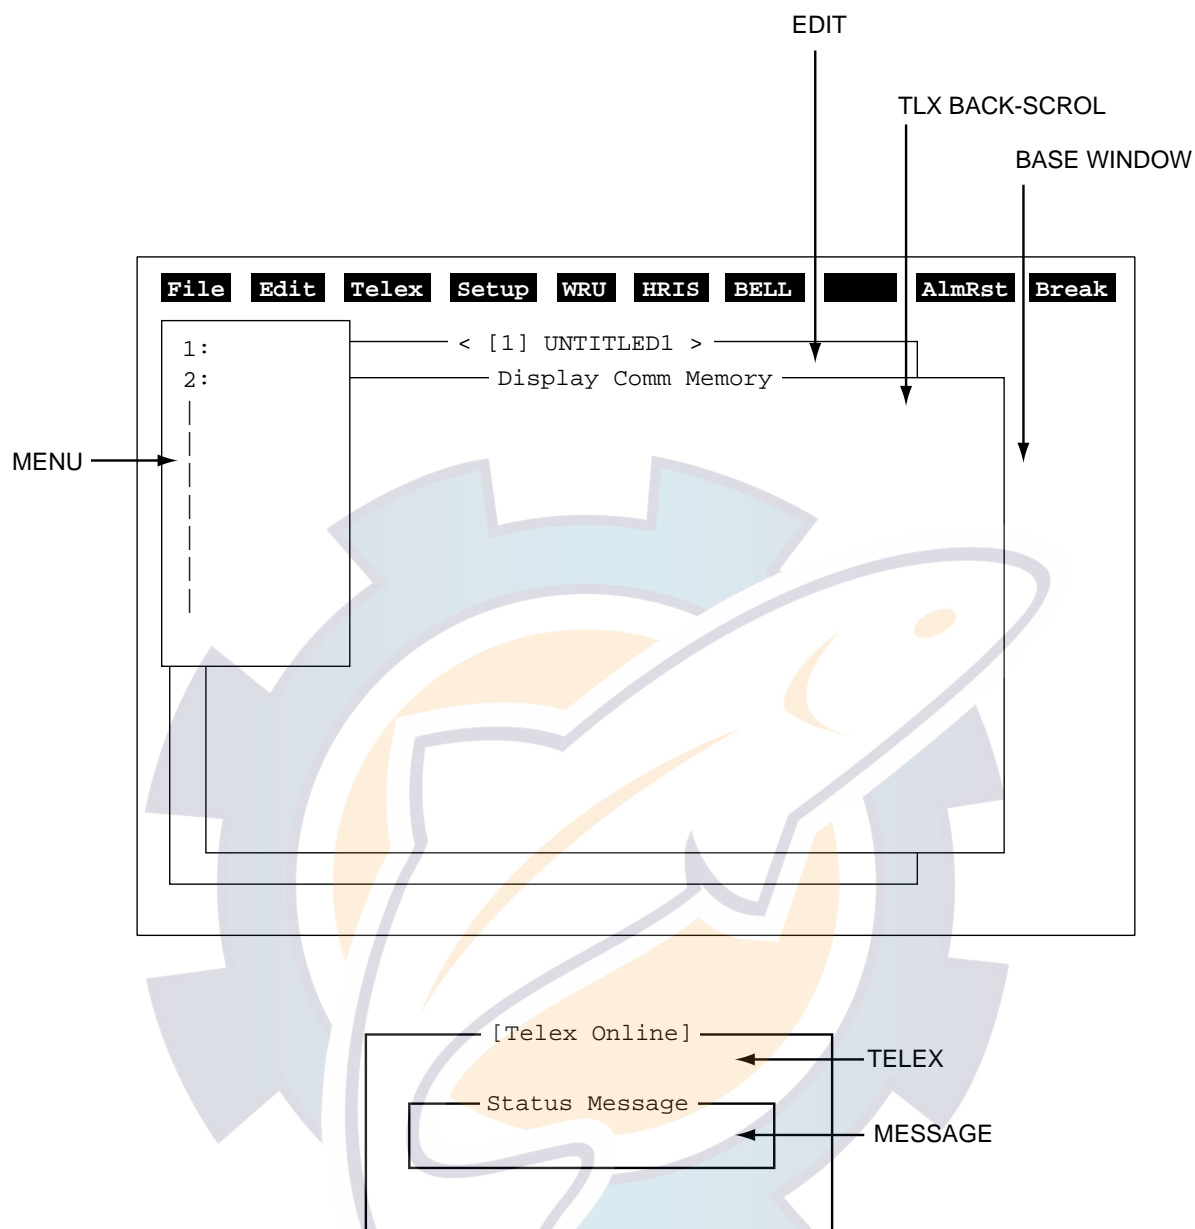 EDIT
TLX BACK-SCROL
BASE WINDOW
File Edit Telex Setup WRU HRIS BELL AlmRst Break
1:
< [1] UNTITLED1 >
2:
Display Comm Memory
MENU
[Telex Online]
TELEX
Status Message
MESSAGE